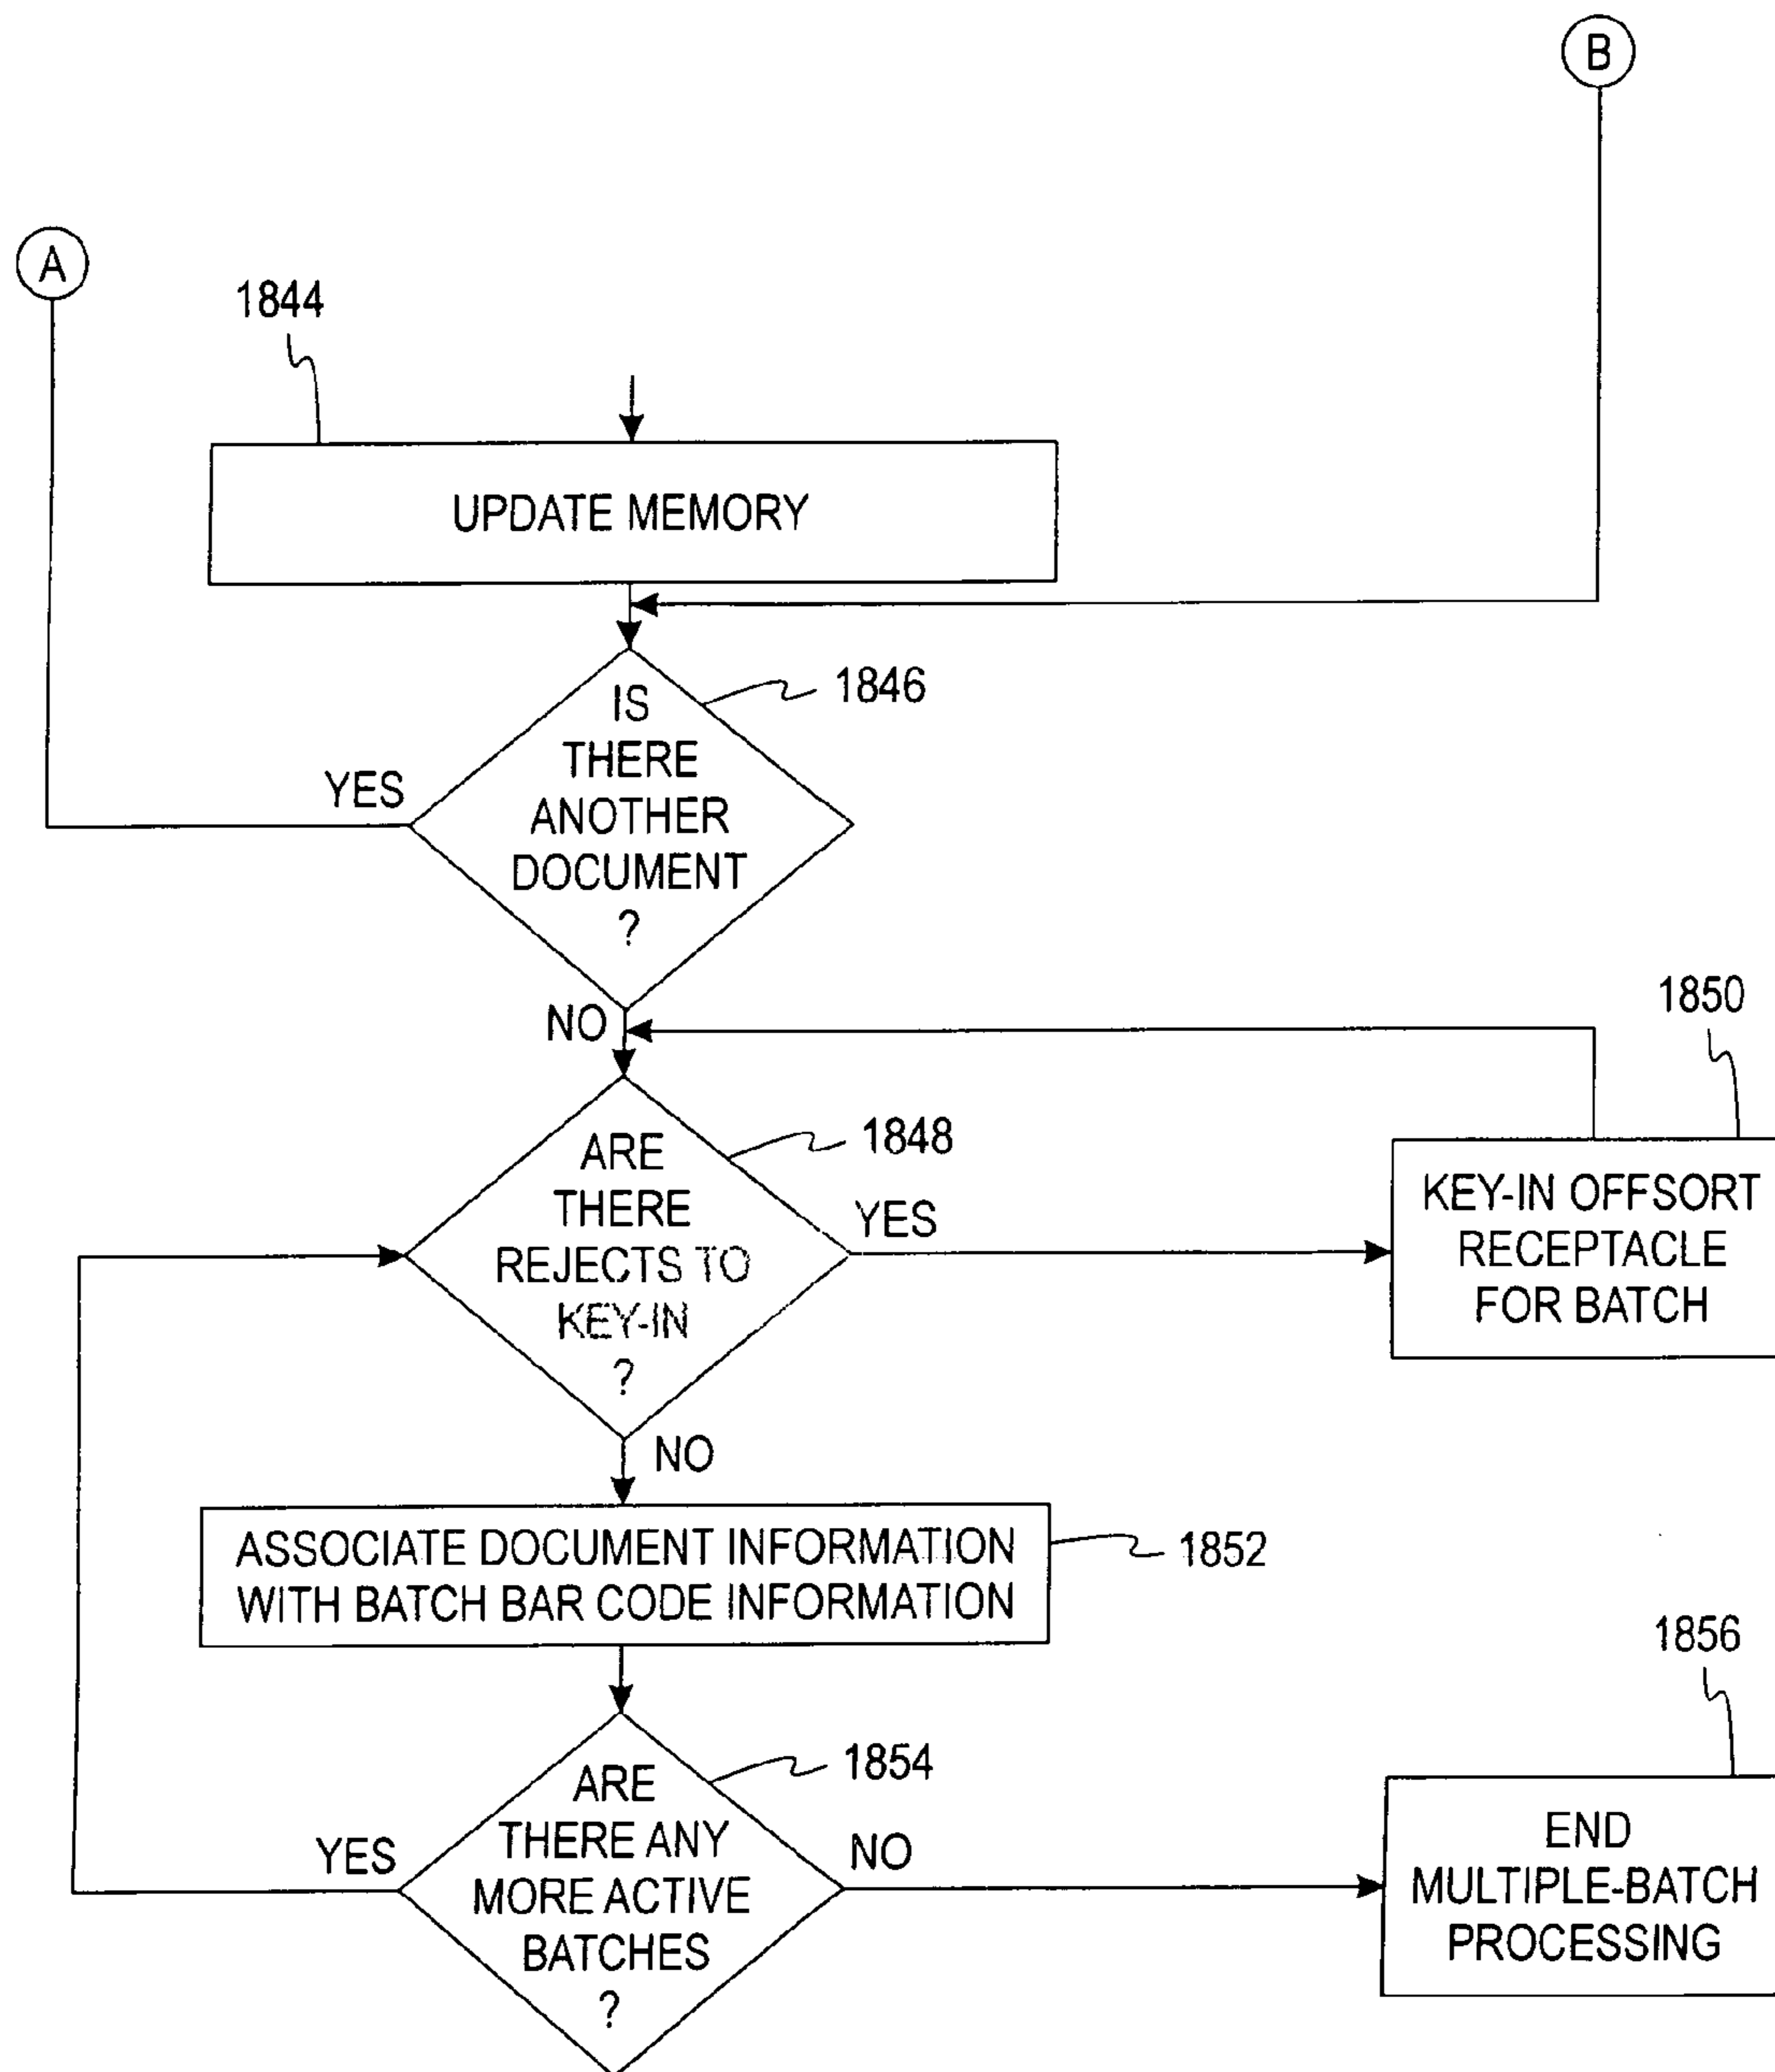 B
A
1844
UPDATE MEMORY
IS
THERE
ANOTHER
DOCUMENT
?
1846
YES
NO
1850
ARE
THERE
REJECTS TO
KEY-IN
?
1848
YES
KEY-IN OFFSORT
RECEPTACLE
FOR BATCH
NO
ASSOCIATE DOCUMENT INFORMATION
WITH BATCH BAR CODE INFORMATION
1852
1856
ARE
THERE ANY
MORE ACTIVE
BATCHES
?
1854
YES
NO
END
MULTIPLE-BATCH
PROCESSING